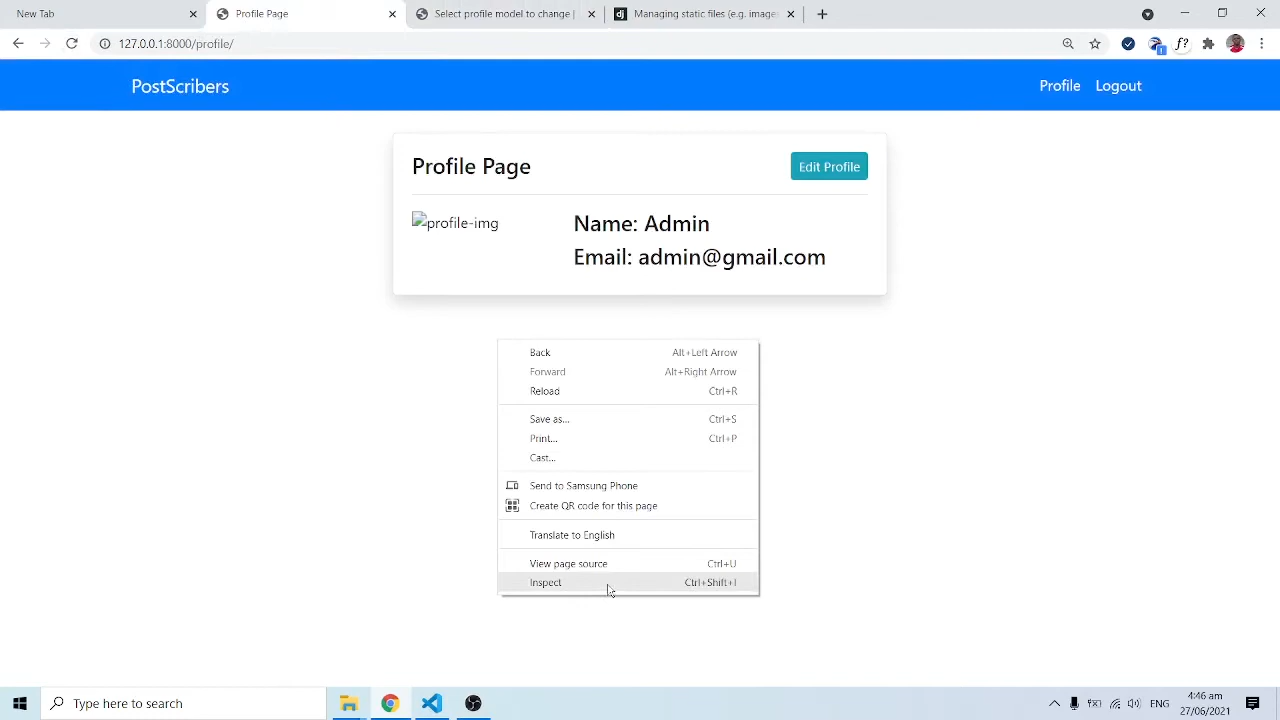 New Tab
Profile Page
Select profile model to change |
dj
Managing static files (e.g. images
127.0.0.1:8000/profile/
1
f?
PostScribers
Profile
Logout
Profile Page
Edit Profile
profile-img
Name: Admin
Email: admin@gmail.com
Back Alt+Left Arrow
Forward Alt+Right Arrow
Reload Ctrl+R
Save as... Ctrl+S
Print... Ctrl+P
Cast...
Send to Samsung Phone
Create QR code for this page
Translate to English
View page source Ctrl+U
Inspect Ctrl+Shift+I
Type here to search
ENG
4:46 am
27/06/2021